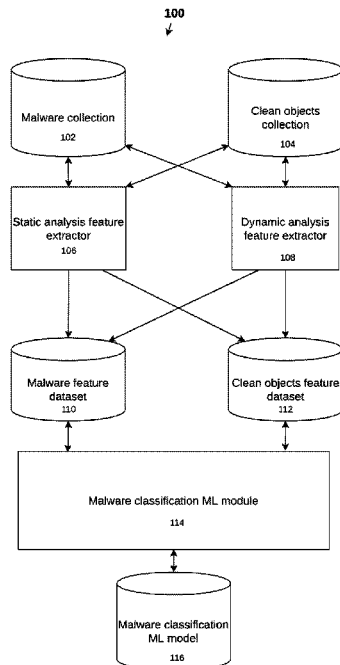 100
Malware collection
102
Clean objects
collection
104
Static analysis feature
extractor
106
Dynamic analysis
feature extractor
108
Malware feature
dataset
110
Clean objects feature
dataset
112
Malware classification ML module
114
Malware classification
ML model
116